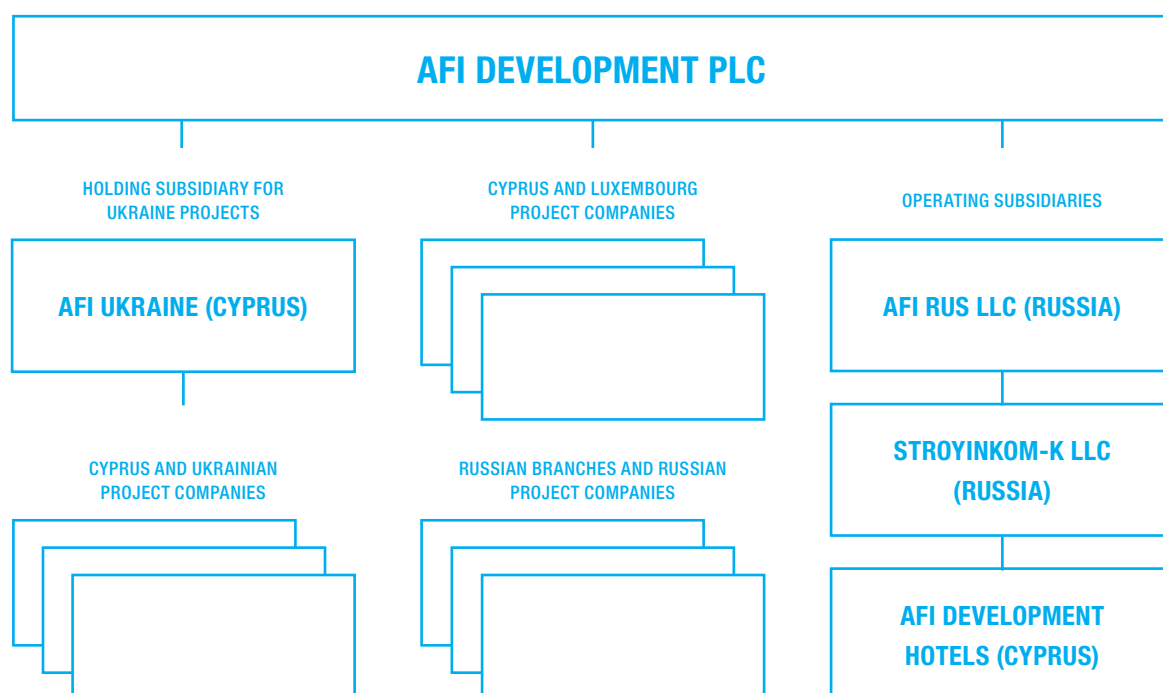 AFI DEVELOPMENT PLC
HOLDING SUBSIDIARY FOR
UKRAINE PROJECTS
CYPRUS AND LUXEMBOURG
PROJECT COMPANIES
OPERATING SUBSIDIARIES
AFI UKRAINE (CYPRUS)
AFI RUS LLC (RUSSIA)
CYPRUS AND UKRAINIAN
PROJECT COMPANIES
RUSSIAN BRANCHES AND RUSSIAN
PROJECT COMPANIES
STROYINKOM-K LLC
(RUSSIA)
AFI DEVELOPMENT
HOTELS (CYPRUS)